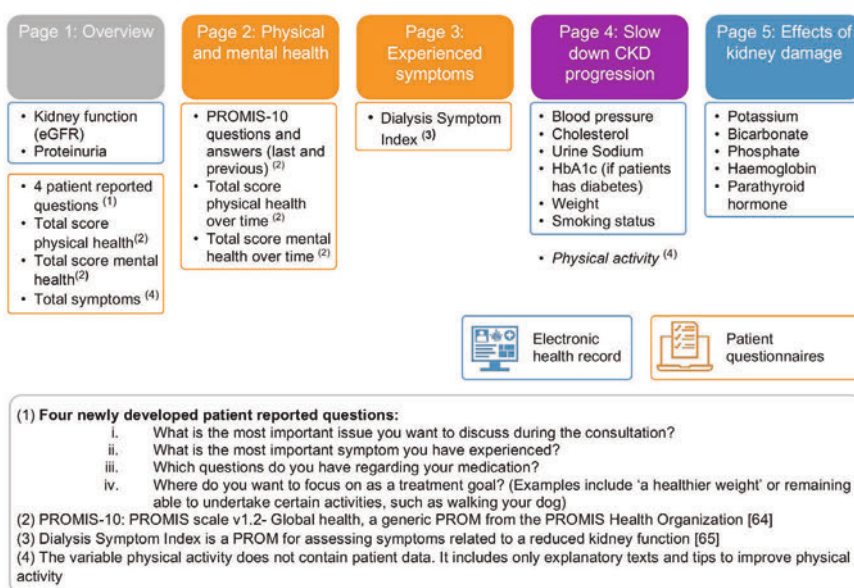 Page 1: Overview
Page 2: Physical
and mental health
Page 3:
Experienced
symptoms
Page 4: Slow
down CKD
progression
Page 5: Effects of
kidney damage
• Kidney function
(eGFR)
• Proteinuria
• 4 patient reported
questions (1)
• Total score
physical health(2)
• Total score mental
health(2)
• Total symptoms (4)
• PROMIS-10
questions and
answers (last and
previous) (2)
• Total score
physical health
over time (2)
• Total score mental
health over time (2)
• Dialysis Symptom
Index (3)
• Blood pressure
• Cholesterol
• Urine Sodium
• HbA1c (if patients
has diabetes)
• Weight
• Smoking status
• Physical activity (4)
• Potassium
• Bicarbonate
• Phosphate
• Haemoglobin
• Parathyroid
hormone
Electronic
health record
Patient
questionnaires
(1) Four newly developed patient reported questions:
i. What is the most important issue you want to discuss during the consultation?
ii. What is the most important symptom you have experienced?
iii. Which questions do you have regarding your medication?
iv. Where do you want to focus on as a treatment goal? (Examples include ‘a healthier weight’ or remaining
able to undertake certain activities, such as walking your dog)
(2) PROMIS-10: PROMIS scale v1.2- Global health, a generic PROM from the PROMIS Health Organization [64]
(3) Dialysis Symptom Index is a PROM for assessing symptoms related to a reduced kidney function [65]
(4) The variable physical activity does not contain patient data. It includes only explanatory texts and tips to improve physical
activity